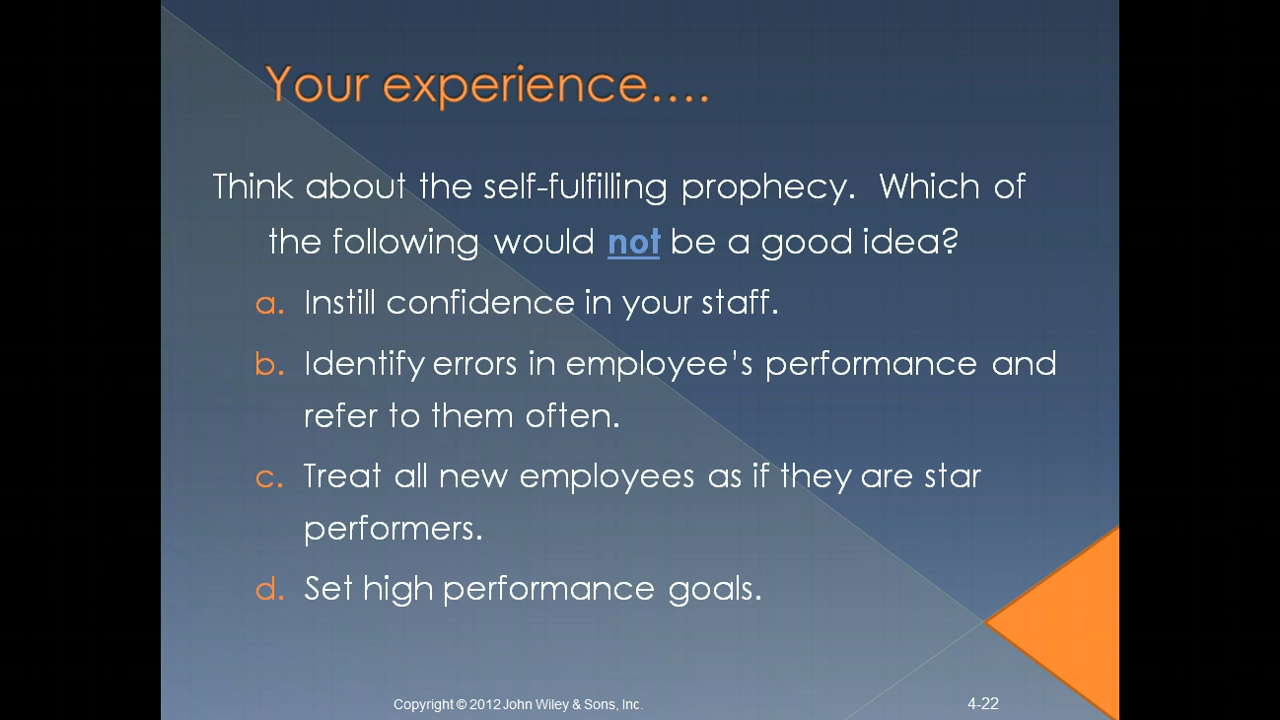 Your experience....
Think about the self-fulfilling prophecy.  Which of
the following would not be a good idea?
a. Instill confidence in your staff.
b. Identify errors in employee's performance and
refer to them often.
c. Treat all new employees as if they are star
performers.
d. Set high performance goals.
Copyright © 2012 John Wiley & Sons, Inc.
4-22